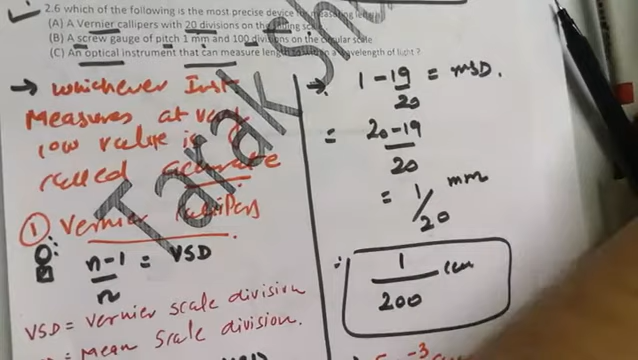 2.6 which of the following is the most precise device for measuring length
(A) A Vernier callipers with 20 divisions on the sliding scale
(B) A screw gauge of pitch 1 mm and 100 divisions on the circular scale
(C) An optical instrument that can measure length to within a wavelength of light ?
→ whichever Inst
Measures at very
low value is
called accurate
① Vernier callipers
n-1 = VSD
n
VSD = Vernier scale division
= Mean Scale division.
→ 1 - 19 = MSD.
20
= 20-19
20
= 1/20 mm
∴ 1 cm
200
Tarak